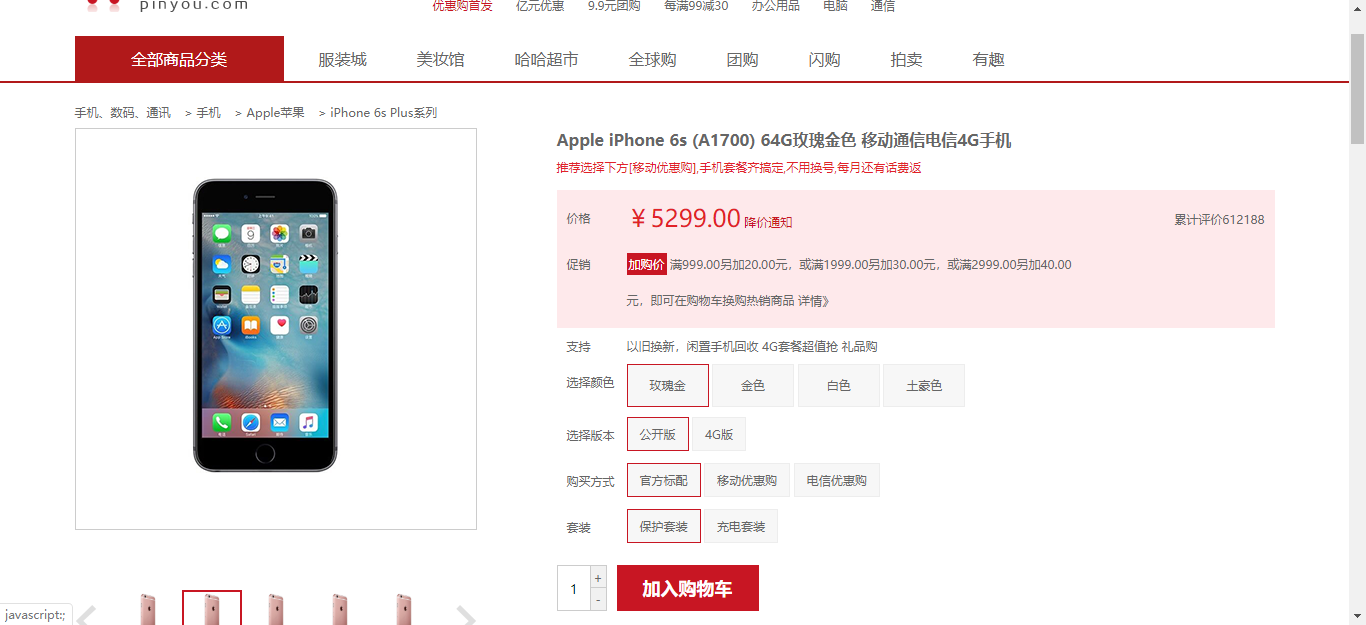 pinyou.com
优惠购首发 亿元优惠 9.9元团购 每满99减30 办公用品 电脑 通信
全部商品分类 服装城 美妆馆 哈哈超市 全球购 团购 闪购 拍卖 有趣
手机、数码、通讯 > 手机 > Apple苹果 > iPhone 6s Plus系列
Apple iPhone 6s (A1700) 64G玫瑰金色 移动通信电信4G手机
推荐选择下方[移动优惠购],手机套餐齐搞定,不用换号,每月还有话费返
价格 ￥5299.00 降价通知 累计评价612188
促销 加购价 满999.00另加20.00元，或满1999.00另加30.00元，或满2999.00另加40.00
元，即可在购物车换购热销商品 详情》
支持 以旧换新，闲置手机回收 4G套餐超值抢 礼品购
选择颜色 玫瑰金 金色 白色 土豪色
选择版本 公开版 4G版
购买方式 官方标配 移动优惠购 电信优惠购
套装 保护套装 充电套装
1 + -
加入购物车
javascript:;